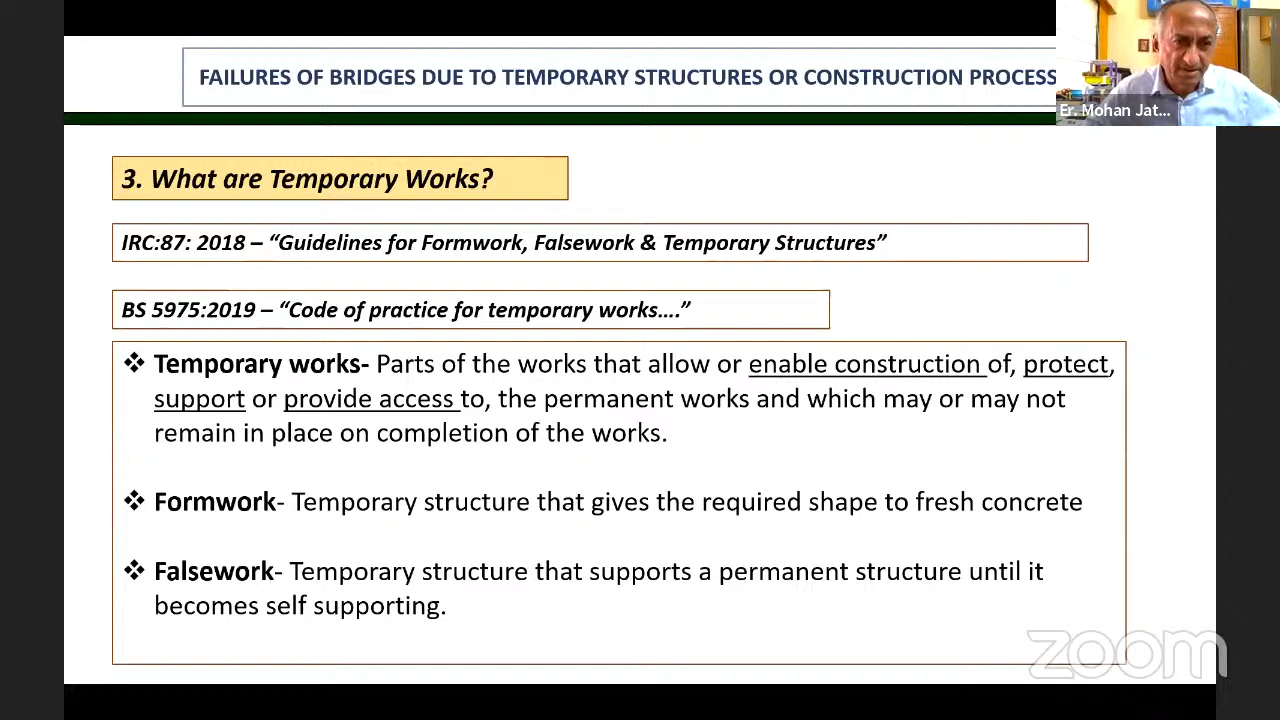 FAILURES OF BRIDGES DUE TO TEMPORARY STRUCTURES OR CONSTRUCTION PROCESS
Er. Mohan Jat...
3. What are Temporary Works?
IRC:87: 2018 – “Guidelines for Formwork, Falsework & Temporary Structures”
BS 5975:2019 – “Code of practice for temporary works….”
❖ Temporary works- Parts of the works that allow or enable construction of, protect,
support or provide access to, the permanent works and which may or may not
remain in place on completion of the works.
❖ Formwork- Temporary structure that gives the required shape to fresh concrete
❖ Falsework- Temporary structure that supports a permanent structure until it
becomes self supporting.
zoom